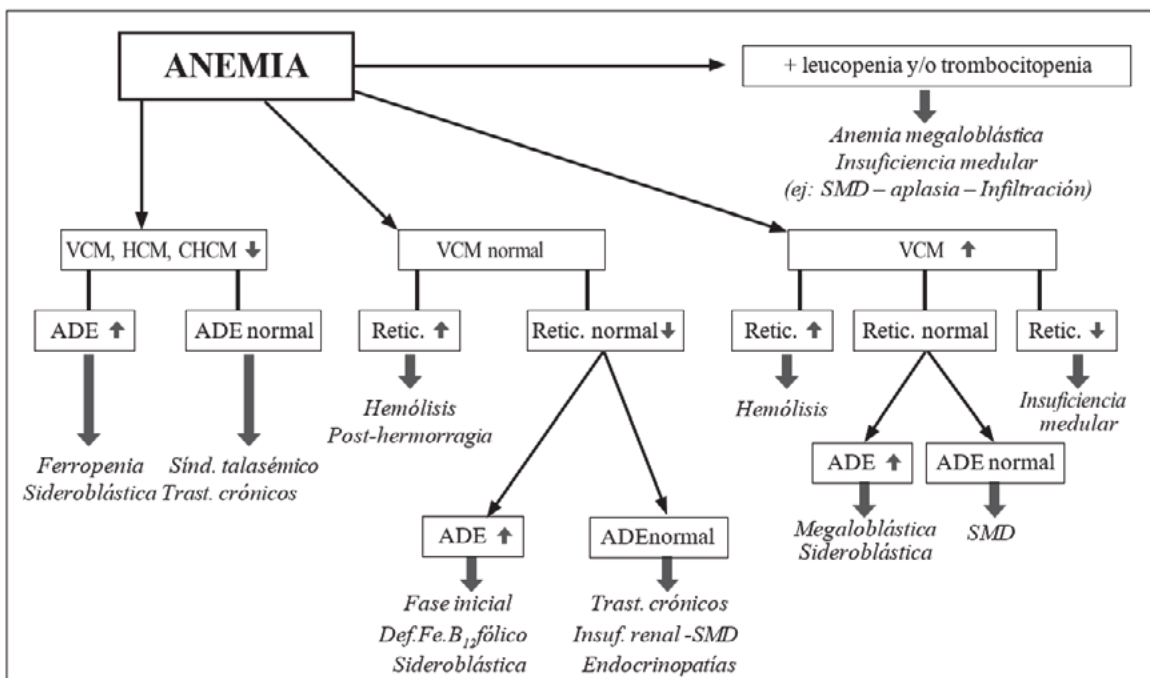 ANEMIA
+ leucopenia y/o trombocitopenia
Anemia megaloblástica
Insuficiencia medular
(ej: SMD – aplasia – Infiltración)
VCM, HCM, CHCM
VCM normal
VCM
ADE
ADE normal
Retic.
Retic. normal
Retic.
Retic. normal
Retic.
Ferropenia
Sideroblástica
Sínd. talasémico
Trast. crónicos
Hemólisis
Post-hermorragia
Hemólisis
Insuficiencia
medular
ADE
ADE normal
Megaloblástica
Sideroblástica
SMD
ADE
ADEnormal
Fase inicial
Def.Fe.B12fólico
Sideroblástica
Trast. crónicos
Insuf. renal -SMD
Endocrinopatías